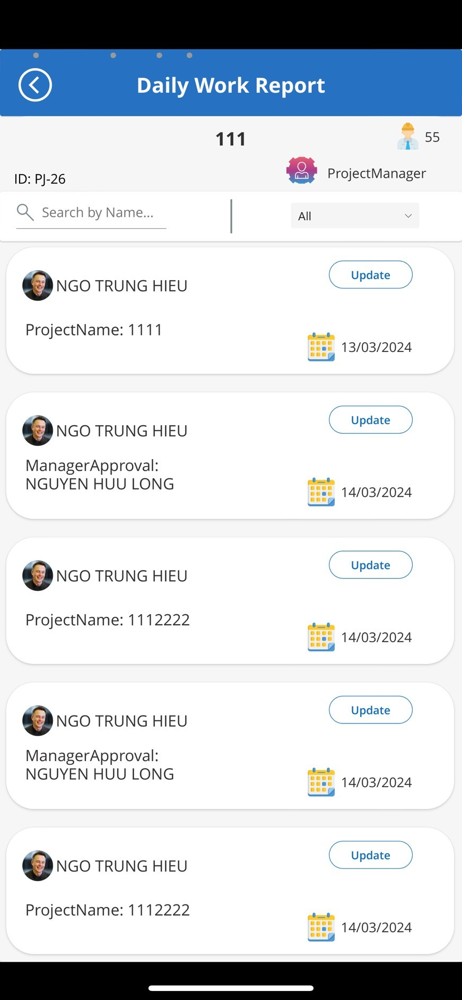 Daily Work Report
111
55
ID: PJ-26
ProjectManager
Search by Name...
All
NGO TRUNG HIEU
Update
ProjectName: 1111
13/03/2024
NGO TRUNG HIEU
Update
ManagerApproval:
NGUYEN HUU LONG
14/03/2024
NGO TRUNG HIEU
Update
ProjectName: 1112222
14/03/2024
NGO TRUNG HIEU
Update
ManagerApproval:
NGUYEN HUU LONG
14/03/2024
NGO TRUNG HIEU
Update
ProjectName: 1112222
14/03/2024